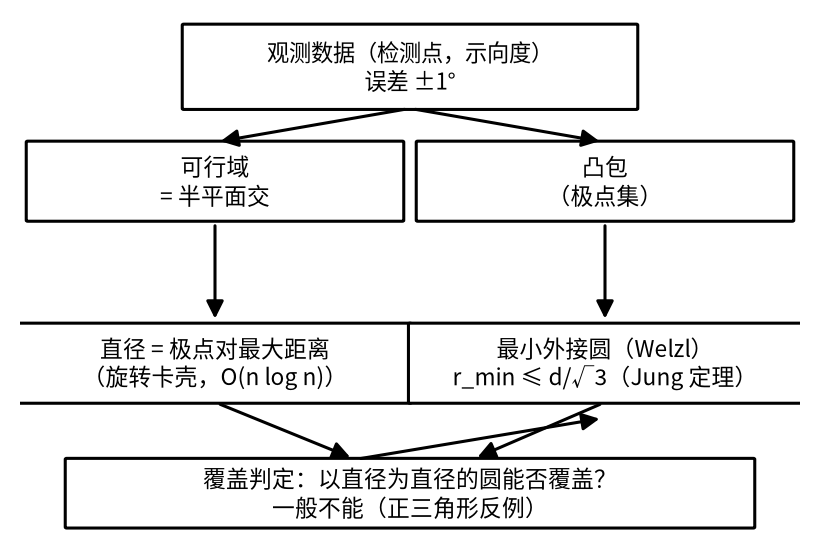 观测数据（检测点，示向度）
误差 ±1°
可行域
= 半平面交
凸包
（极点集）
直径 = 极点对最大距离
（旋转卡壳，O(n log n)）
最小外接圆（Welzl）
r_min ≤ d/√3（Jung 定理）
覆盖判定：以直径为直径的圆能否覆盖？
一般不能（正三角形反例）